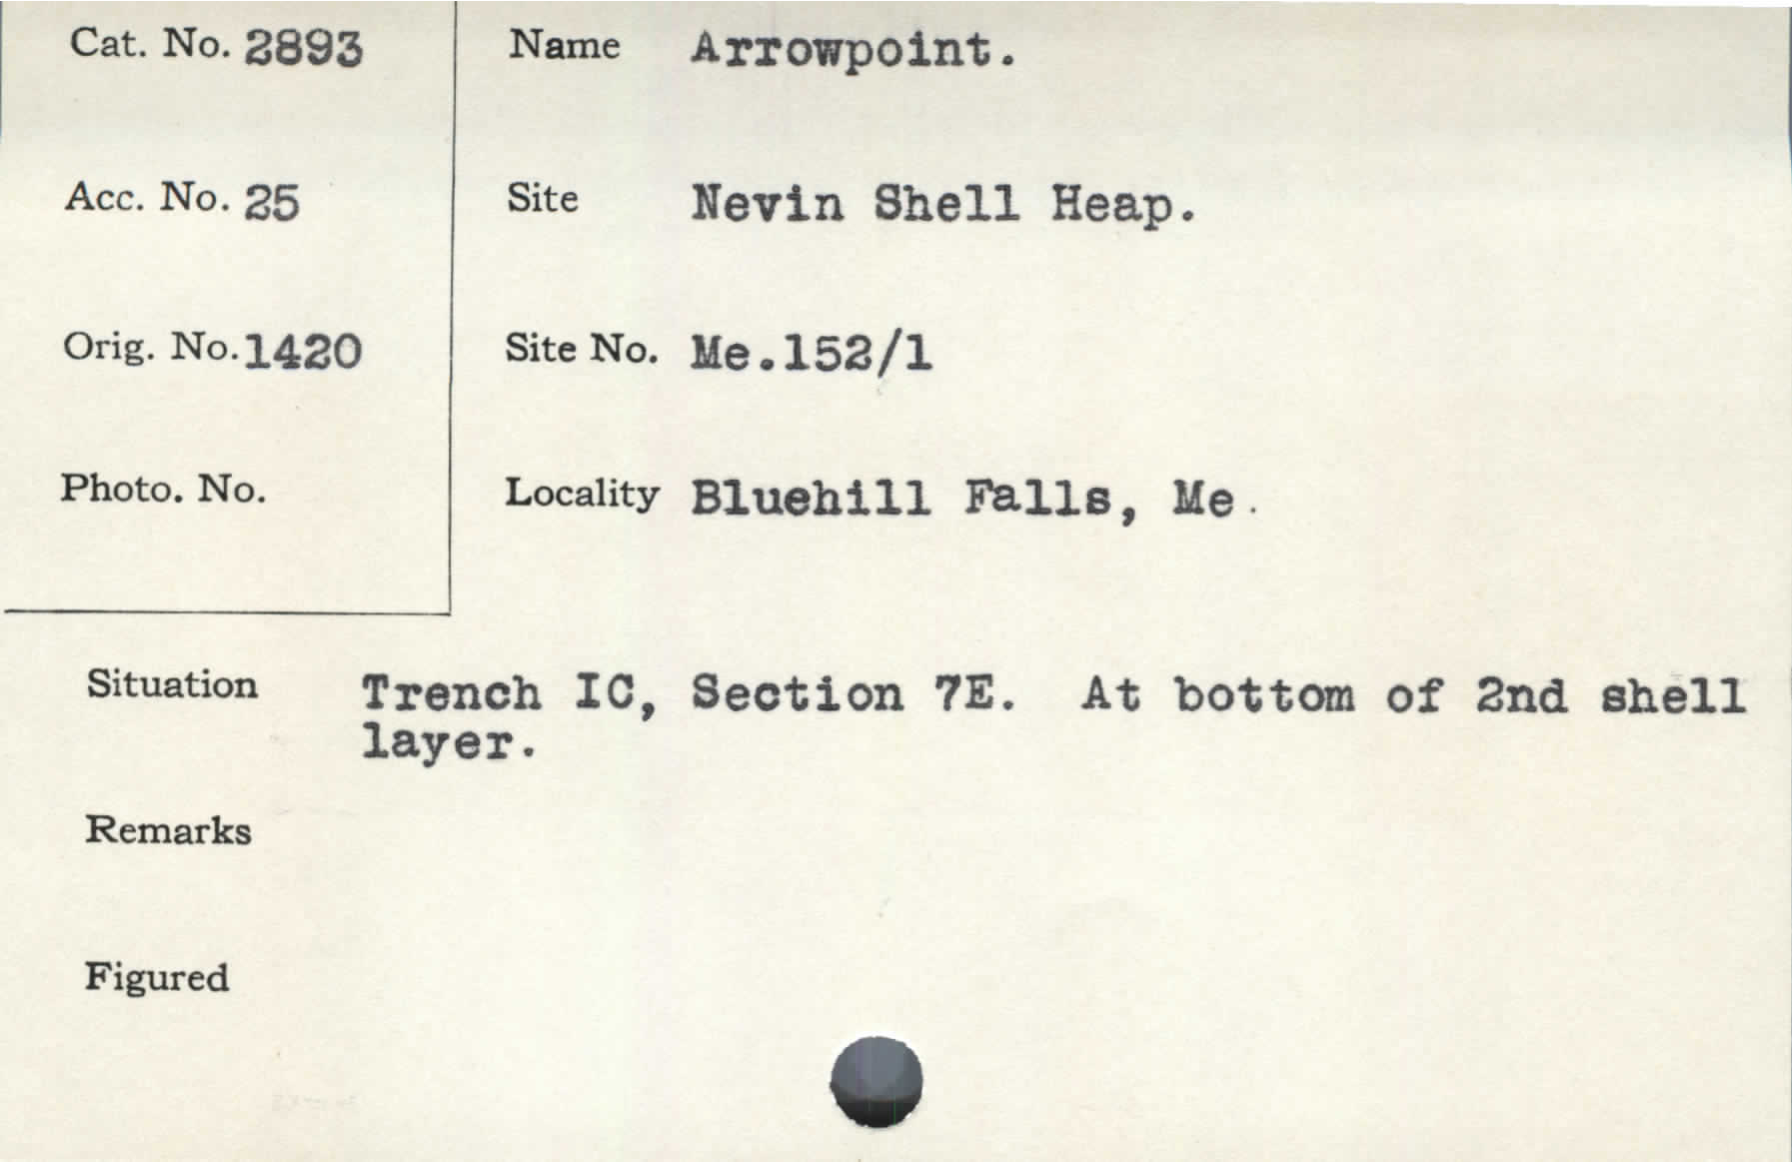 Cat. No. 2893
Name Arrowpoint.
Acc. No. 25
Site Nevin Shell Heap.
Orig. No. 1420
Site No. Me.152/1
Photo. No.
Locality Bluehill Falls, Me.
Situation Trench IC, Section 7E. At bottom of 2nd shell
layer.
Remarks
Figured